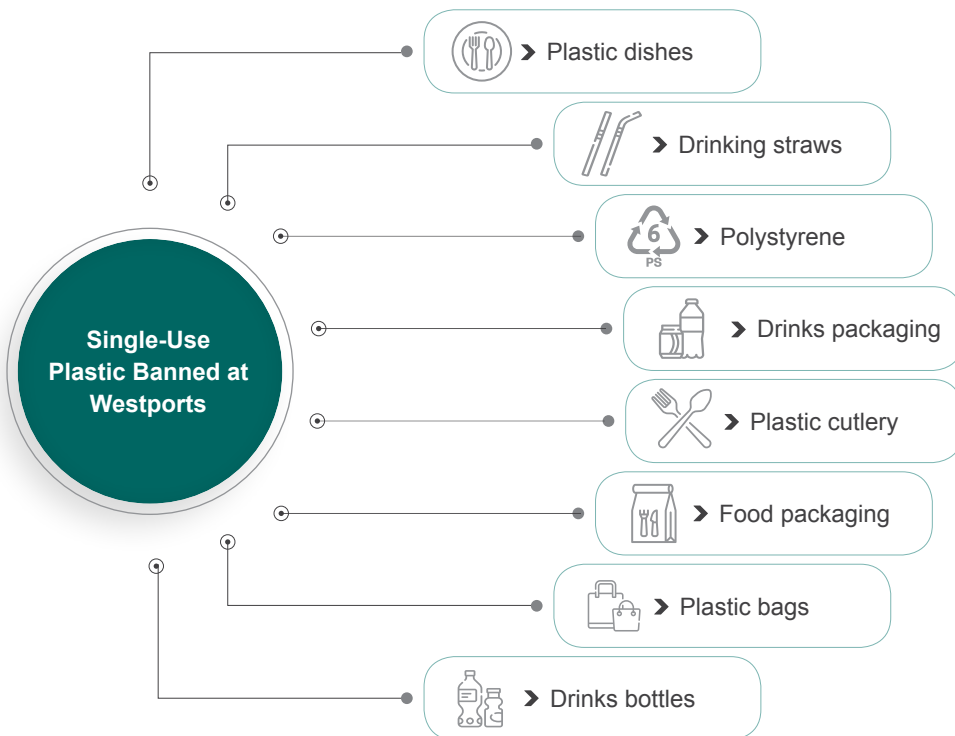 Plastic dishes
Drinking straws
6
PS
Polystyrene
Drinks packaging
Single-Use
Plastic Banned at
Westports
Plastic cutlery
Food packaging
Plastic bags
Drinks bottles